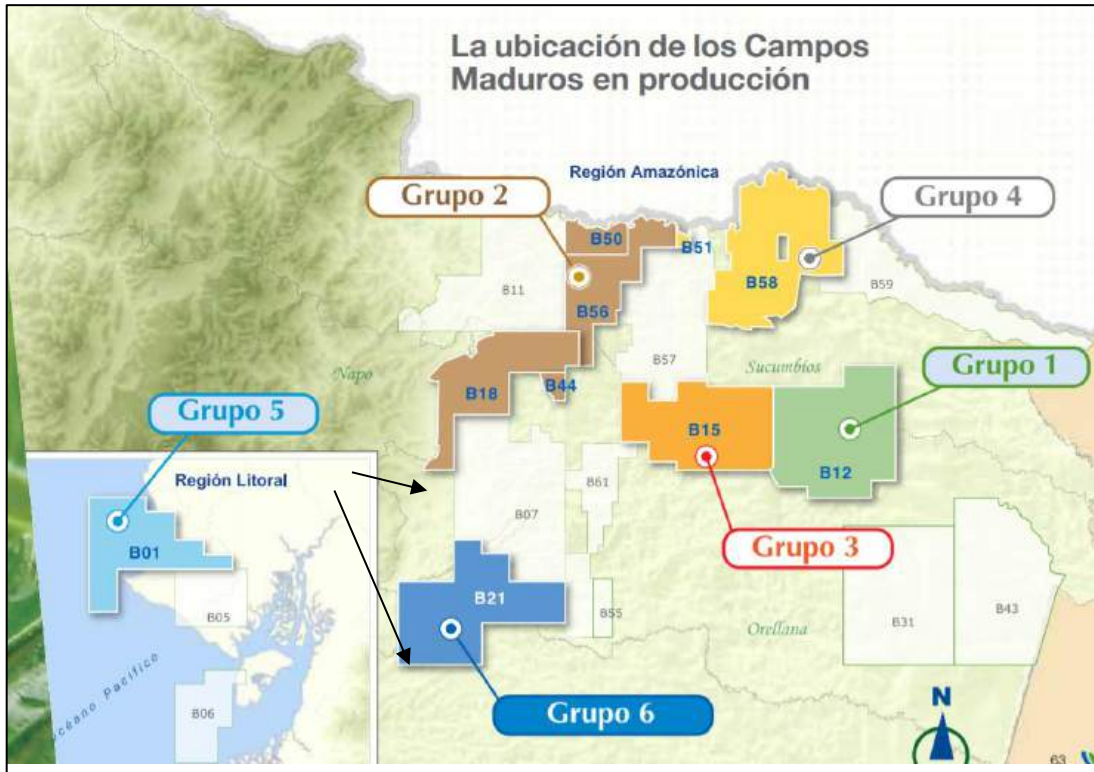 La ubicación de los Campos
Maduros en producción
Región Amazónica
Grupo 2
Grupo 4
B50
B51
B11
B58
B59
B56
B57
Sucumbíos
Grupo 1
Napo
B44
B18
Grupo 5
B15
B12
Región Litoral
B61
B07
Grupo 3
B01
B21
B55
B05
B31
B43
Orellana
Océano Pacífico
B06
Grupo 6
N
63